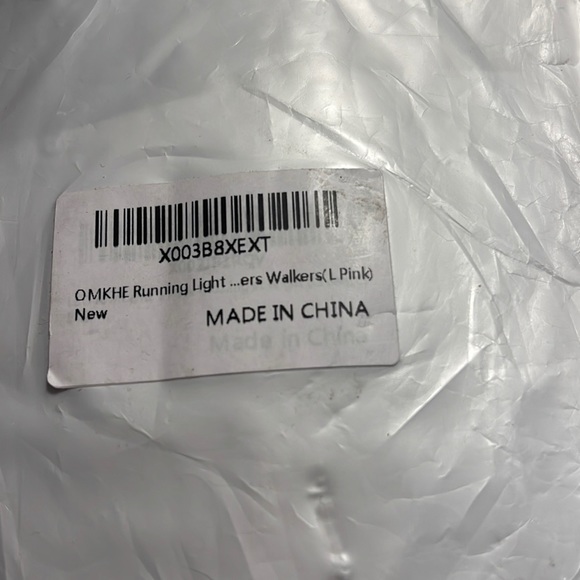 X003B8XEXT
OMKHE Running Light ...ers Walkers(L Pink)
New
MADE IN CHINA
Made in China